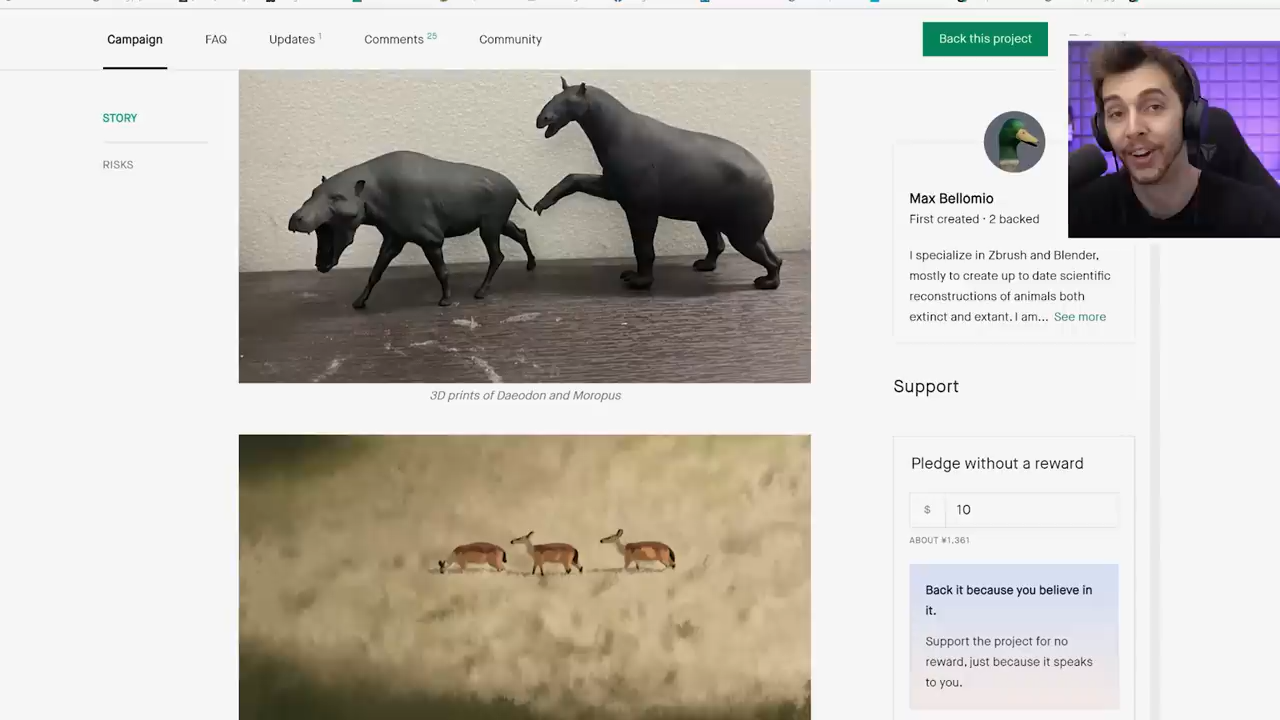 Campaign
FAQ
Updates 1
Comments 25
Community
Back this project
STORY
RISKS
3D prints of Daeodon and Moropus
Max Bellomio
First created · 2 backed
I specialize in Zbrush and Blender,
mostly to create up to date scientific
reconstructions of animals both
extinct and extant. I am... See more
Support
Pledge without a reward
$ 10
ABOUT ¥1,361
Back it because you believe in
it.
Support the project for no
reward, just because it speaks
to you.